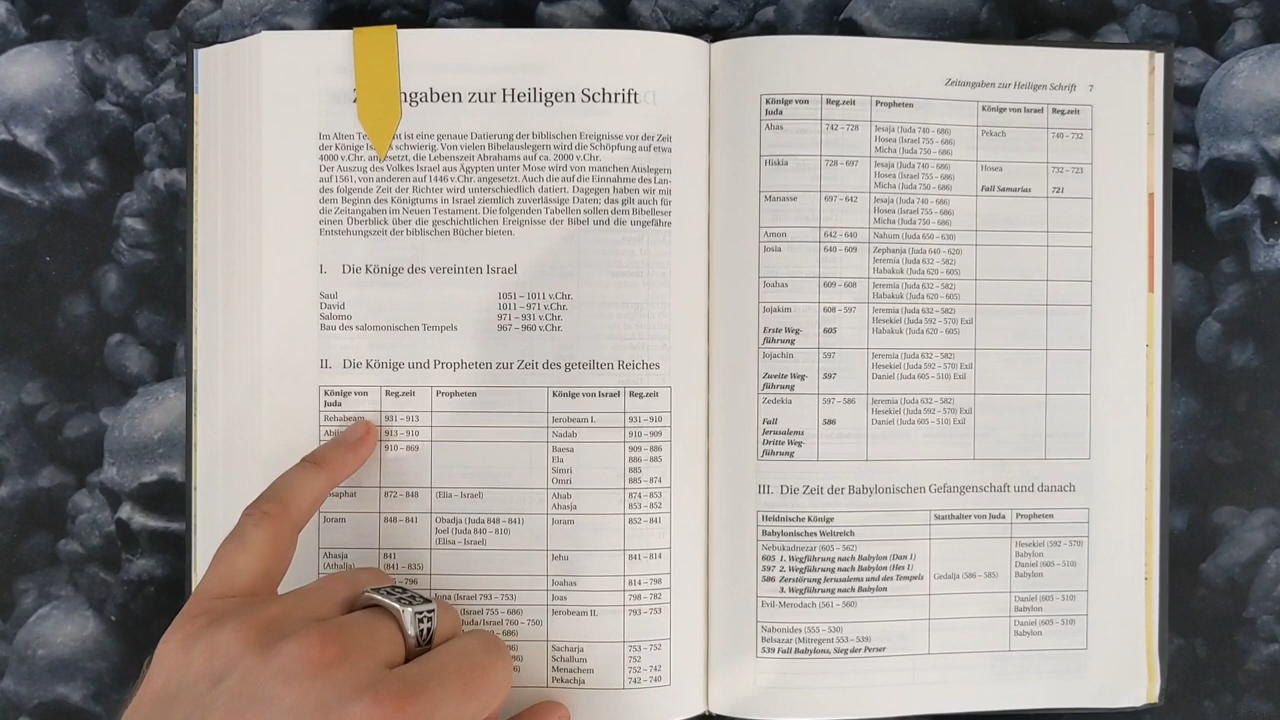 ngaben zur Heiligen Schrift
Im Alten ist eine genaue Datierung der biblischen Ereignisse vor der Zeit
der Könige schwierig. Von vielen Bibelauslegern wird die Schöpfung auf etwa
4000 v.Chr. angesetzt, die Lebenszeit Abrahams auf ca. 2000 v.Chr.
Der Auszug des Volkes Israel aus Ägypten unter Mose wird von manchen Auslegern
auf 1561, von anderen auf 1446 v.Chr. angesetzt. Auch die auf die Einnahme des Lan-
des folgende Zeit der Richter wird unterschiedlich datiert. Dagegen haben wir mit
dem Beginn des Königtums in Israel ziemlich zuverlässige Daten; das gilt auch für
die Zeitangaben im Neuen Testament. Die folgenden Tabellen sollen dem Bibelleser
einen Überblick über die geschichtlichen Ereignisse der Bibel und die ungefähre
Entstehungszeit der biblischen Bücher bieten.
I. Die Könige des vereinten Israel
Saul 1051 – 1011 v.Chr.
David 1011 – 971 v.Chr.
Salomo 971 – 931 v.Chr.
Bau des salomonischen Tempels 967 – 960 v.Chr.
II. Die Könige und Propheten zur Zeit des geteilten Reiches
Könige von Reg.zeit Propheten Könige von Israel Reg.zeit
Juda
Rehabeam 931 – 913 Jerobeam I. 931 – 910
913 – 910 Nadab 910 – 909
910 – 869 Baesa 909 – 886
Ela 886 – 885
Simri 885
Omri 885 – 874
osaphat 872 – 848 (Elia – Israel) Ahab 874 – 853
Ahasja 853 – 852
Joram 848 – 841 Obadja (Juda 848 – 841) Joram 852 – 841
Joel (Juda 840 – 810)
(Elisa – Israel)
Ahasja 841 Jehu 841 – 814
(Athalja) (841 – 835)
– 796 Joahas 814 – 798
(Israel 793 – 753) Joas 798 – 782
(Israel 755 – 686) Jerobeam II. 793 – 753
Juda/Israel 760 – 750)
– 686)
Sacharja 753 – 752
Schallum 752
Menachem 752 – 742
Pekachja 742 – 740
Zeitangaben zur Heiligen Schrift 7
Könige von Reg.zeit Propheten Könige von Israel Reg.zeit
Juda
Ahas 742 – 728 Jesaja (Juda 740 – 686) Pekach 740 – 732
Hosea (Israel 755 – 686)
Micha (Juda 750 – 686)
Hiskia 728 – 697 Jesaja (Juda 740 – 686) Hosea 732 – 723
Hosea (Israel 755 – 686)
Micha (Juda 750 – 686) Fall Samarias 721
Manasse 697 – 642 Jesaja (Juda 740 – 686)
Hosea (Israel 755 – 686)
Micha (Juda 750 – 686)
Amon 642 – 640 Nahum (Juda 650 – 630)
Josia 640 – 609 Zephanja (Juda 640 – 620)
Jeremia (Juda 632 – 582)
Habakuk (Juda 620 – 605)
Joahas 609 – 608 Jeremia (Juda 632 – 582)
Habakuk (Juda 620 – 605)
Jojakim 608 – 597 Jeremia (Juda 632 – 582)
Hesekiel (Juda 592 – 570) Exil
Erste Weg- 605 Habakuk (Juda 620 – 605)
führung
Jojachin 597 Jeremia (Juda 632 – 582)
Hesekiel (Juda 592 – 570) Exil
Zweite Weg- 597 Daniel (Juda 605 – 510) Exil
führung
Zedekia 597 – 586 Jeremia (Juda 632 – 582)
Hesekiel (Juda 592 – 570) Exil
Fall 586 Daniel (Juda 605 – 510) Exil
Jerusalems
Dritte Weg-
führung
III. Die Zeit der Babylonischen Gefangenschaft und danach
Heidnische Könige Statthalter von Juda Propheten
Babylonisches Weltreich
Nebukadnezar (605 – 562) Hesekiel (592 – 570)
605 1. Wegführung nach Babylon (Dan 1) Babylon
597 2. Wegführung nach Babylon (Hes 1) Daniel (605 – 510)
586 Zerstörung Jerusalems und des Tempels Gedalja (586 – 585) Babylon
3. Wegführung nach Babylon
Evil-Merodach (561 – 560) Daniel (605 – 510)
Babylon
Nabonides (555 – 530) Daniel (605 – 510)
Belsazar (Mitregent 553 – 539) Babylon
539 Fall Babylons, Sieg der Perser